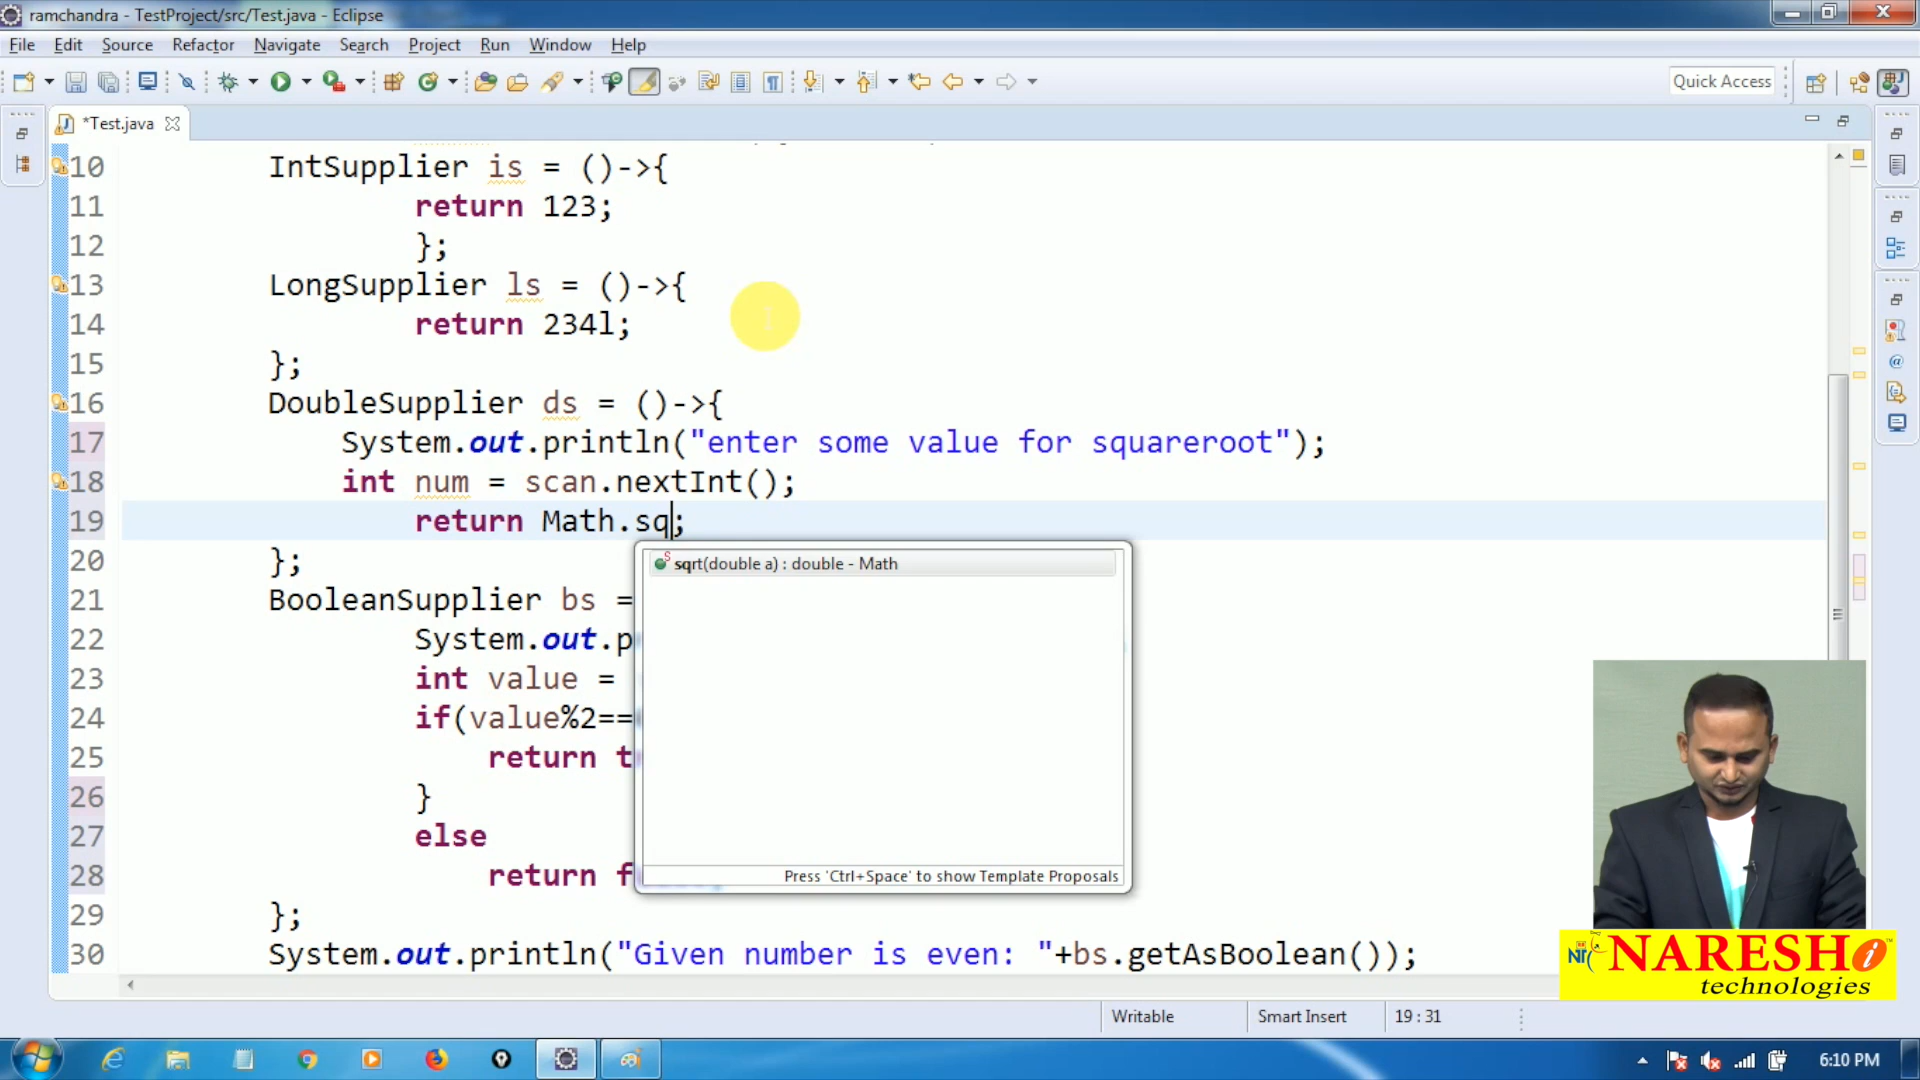 ramchandra - TestProject/src/Test.java - Eclipse
File Edit Source Refactor Navigate Search Project Run Window Help
Quick Access
*Test.java
10 IntSupplier is = ()->{
11 return 123;
12 };
13 LongSupplier ls = ()->{
14 return 234l;
15 };
16 DoubleSupplier ds = ()->{
17 System.out.println("enter some value for squareroot");
18 int num = scan.nextInt();
19 return Math.sq;
sqrt(double a) : double - Math
20 };
21 BooleanSupplier bs =
22 System.out.p
23 int value =
24 if(value%2==
25 return t
26 }
27 else
28 return f
Press 'Ctrl+Space' to show Template Proposals
29 };
30 System.out.println("Given number is even: "+bs.getAsBoolean());
NARESH i
technologies
Writable Smart Insert 19 : 31
6:10 PM